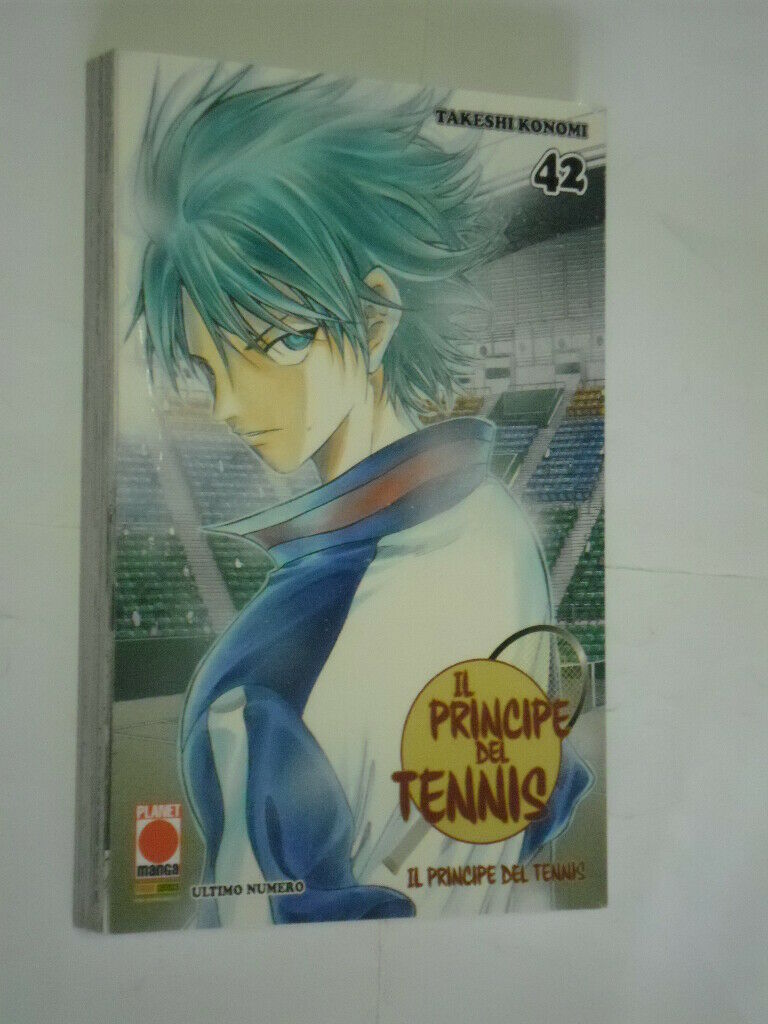 TAKESHI KONOMI
42
IL
PRINCIPE
DEL
TENNIS
IL PRINCIPE DEL TENNIS
PLANET
manga
ULTIMO NUMERO